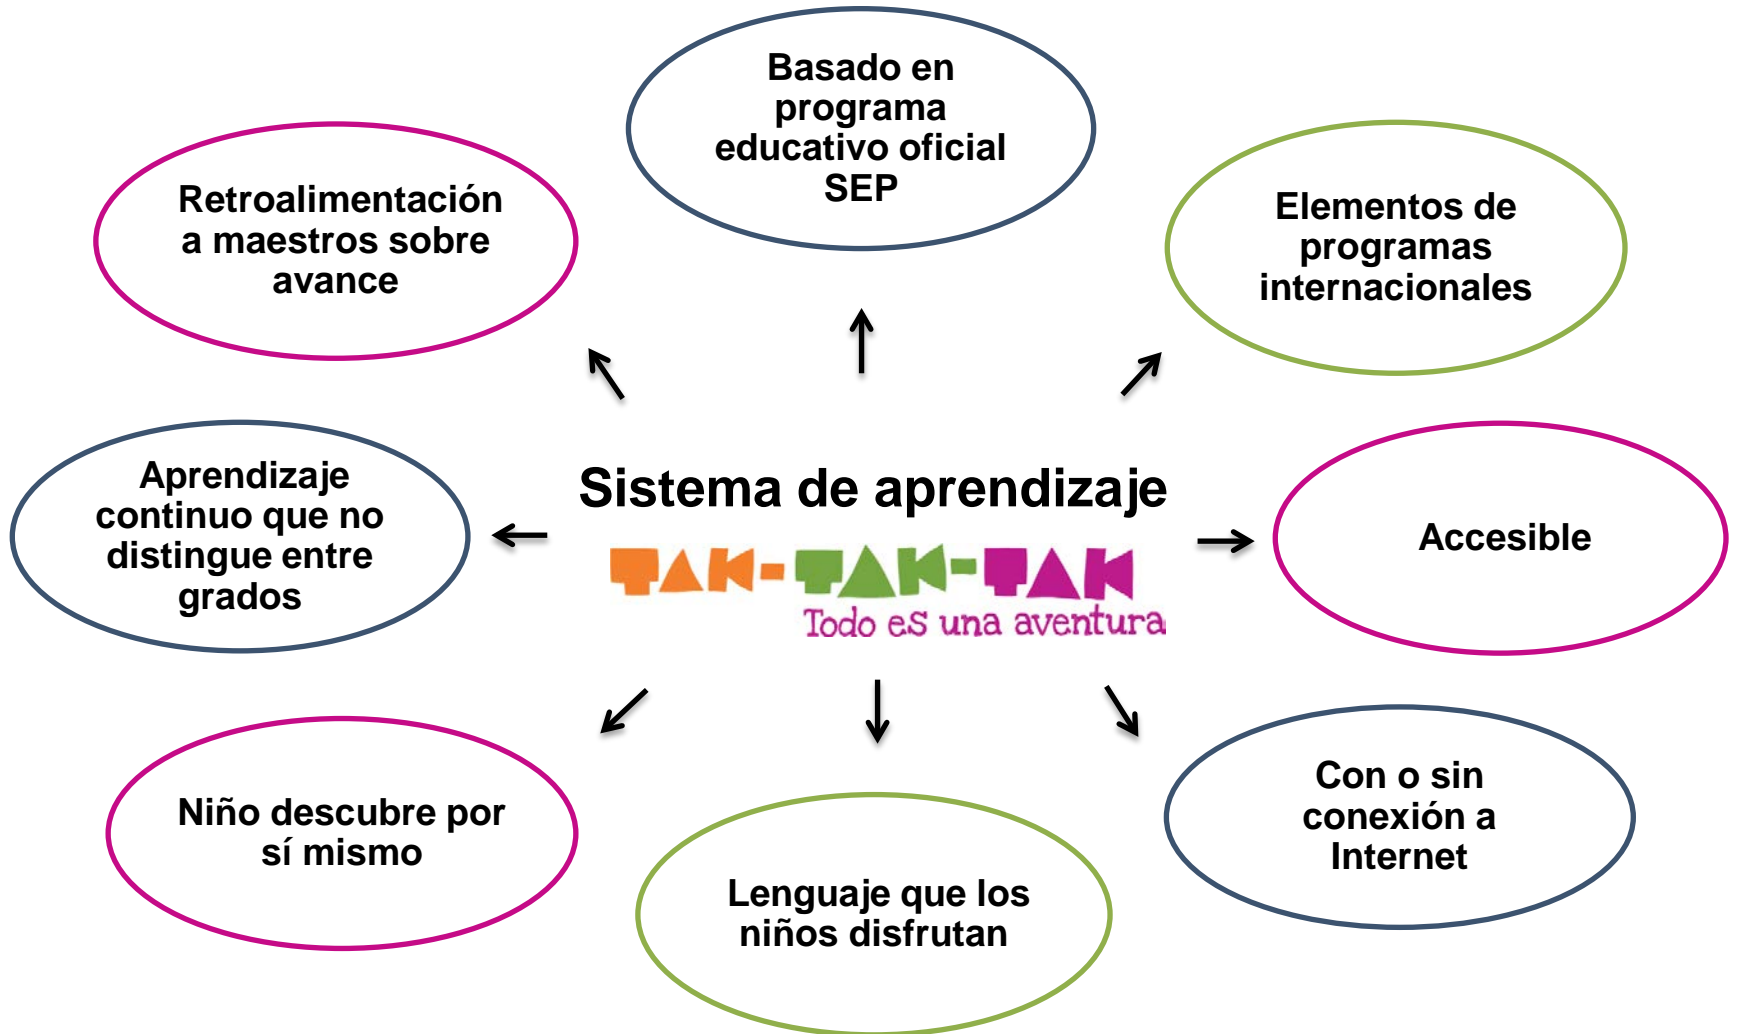 Basado en
programa
educativo oficial
SEP
Retroalimentación
a maestros sobre
avance
Elementos de
programas
internacionales
Aprendizaje
continuo que no
distingue entre
grados
Sistema de aprendizaje
TAK-TAK-TAK
Todo es una aventura
Accesible
Niño descubre por
sí mismo
Lenguaje que los
niños disfrutan
Con o sin
conexión a
Internet